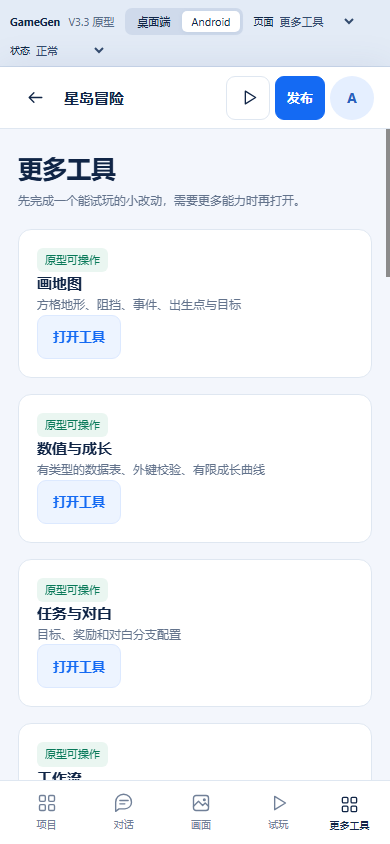 GameGen V3.3 原型 桌面端 Android 页面 更多工具
状态 正常
星岛冒险 发布 A
更多工具
先完成一个能试玩的小改动，需要更多能力时再打开。
原型可操作
画地图
方格地形、阻挡、事件、出生点与目标
打开工具
原型可操作
数值与成长
有类型的数据表、外键校验、有限成长曲线
打开工具
原型可操作
任务与对白
目标、奖励和对白分支配置
打开工具
原型可操作
工作流
项目 对话 画面 试玩 更多工具